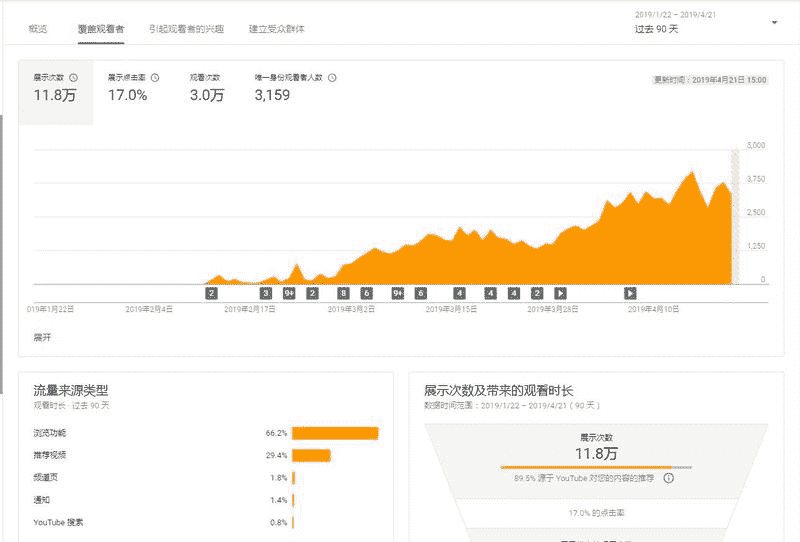 2019/1/22 – 2019/4/21
概览 覆盖观看者 引起观看者的兴趣 建立受众群体 过去 90 天
展示次数 展示点击率 观看次数 唯一身份观看者人数
更新时间：2019年4月21日 15:00
11.8万 17.0% 3.0万 3,159
5,000
3,750
2,500
1,250
0
2 3 9+ 2 8 6 9+ 6 4 4 4 2
019年1月22日 2019年2月4日 2019年2月17日 2019年3月2日 2019年3月15日 2019年3月28日 2019年4月10日
展开
流量来源类型
观看时长 · 过去 90 天
浏览功能 66.2%
推荐视频 29.4%
频道页 1.8%
通知 1.4%
YouTube 搜索 0.8%
展示次数及带来的观看时长
数据时间范围：2019/1/22 – 2019/4/21（ 90 天 ）
展示次数
11.8万
89.5% 源于 YouTube 对您的内容的推荐
17.0% 的点击率